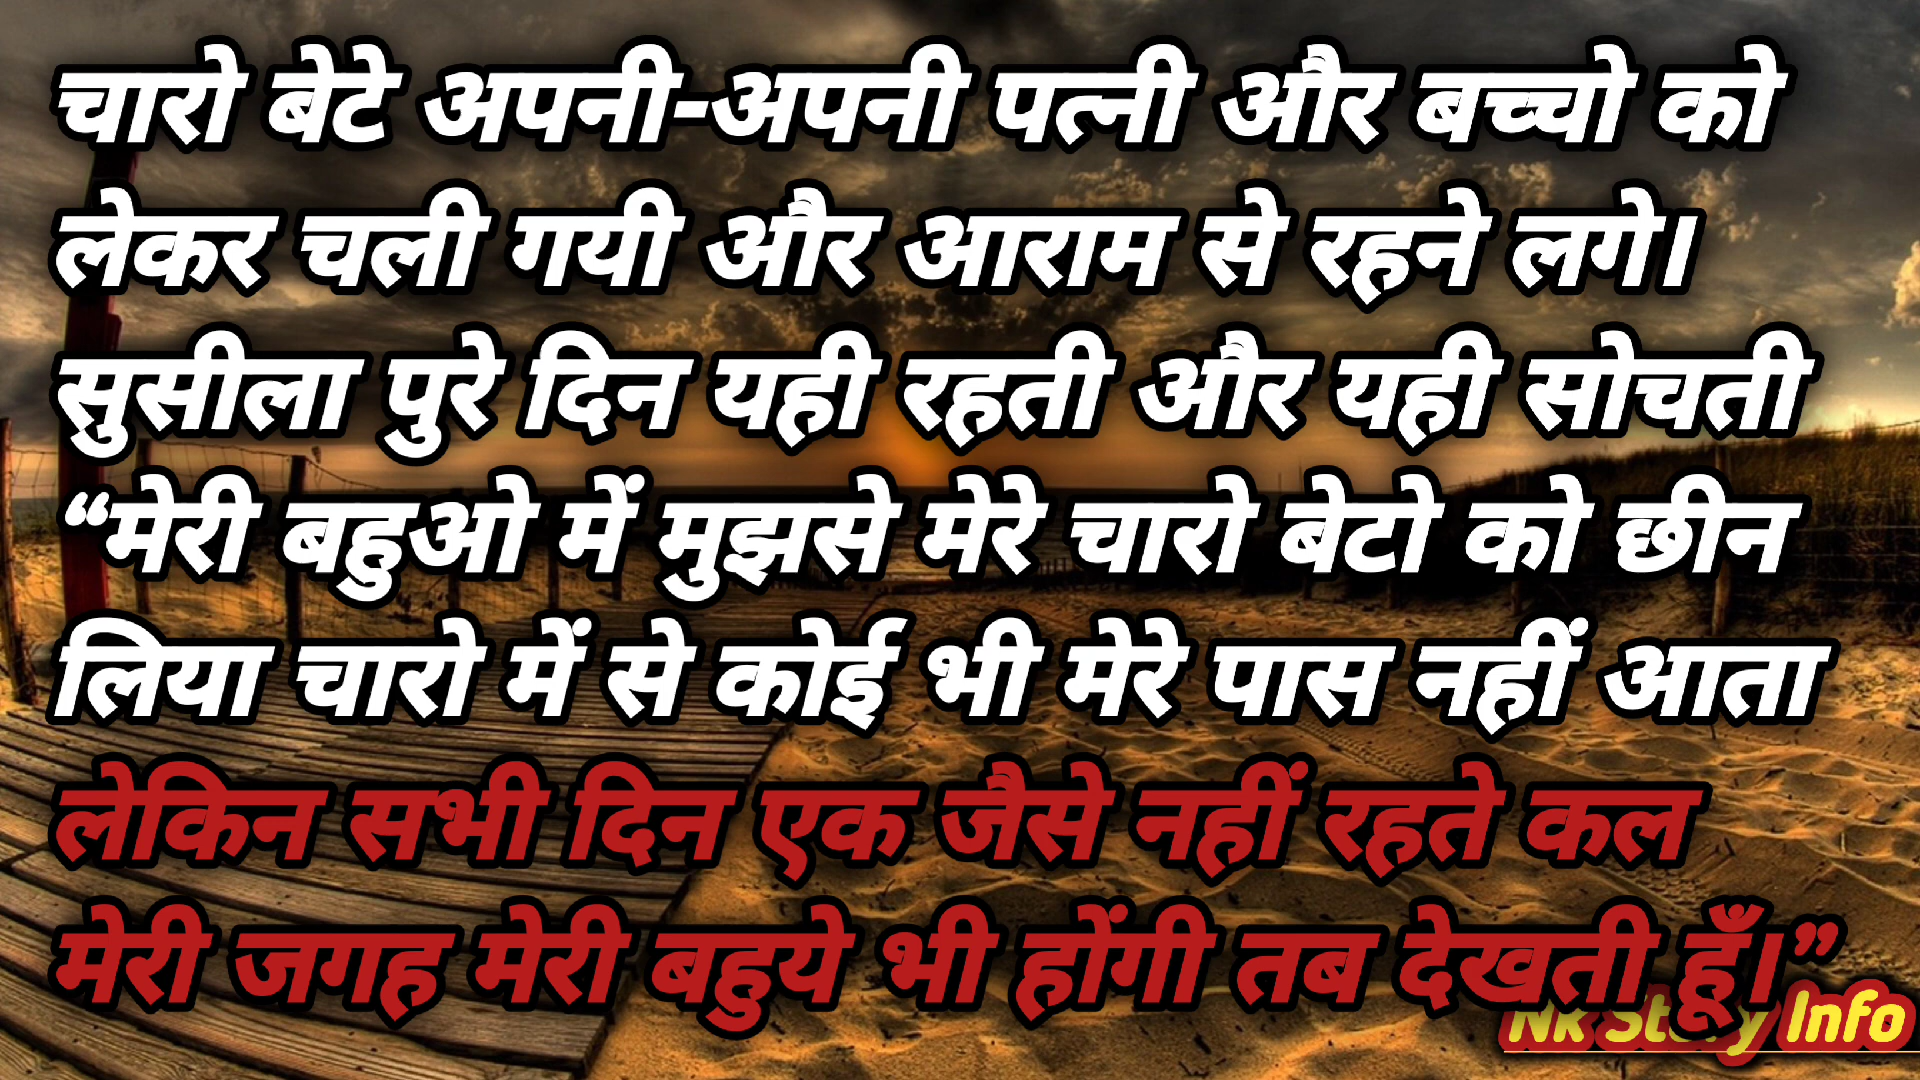 चारो बेटे अपनी-अपनी पत्नी और बच्चो को
लेकर चली गयी और आराम से रहने लगे।
सुसीला पुरे दिन यही रहती और यही सोचती
“मेरी बहुओ में मुझसे मेरे चारो बेटो को छीन
लिया चारो में से कोई भी मेरे पास नहीं आता
लेकिन सभी दिन एक जैसे नहीं रहते कल
मेरी जगह मेरी बहुये भी होंगी तब देखती हूँ।”
Nk Story Info